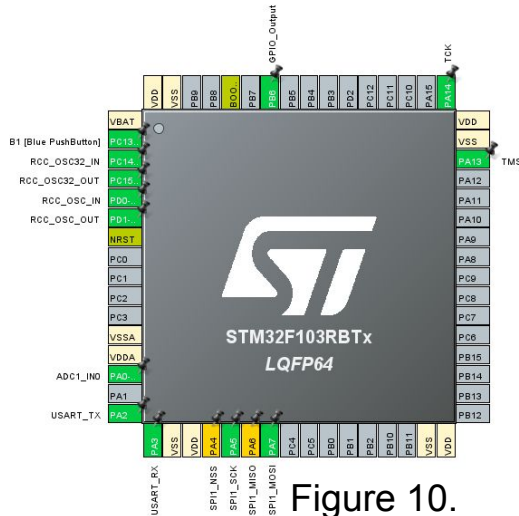 GPIO_Output
TCK
VDD
VSS
PB9
PB8
BOO..
PB7
PB6
PB5
PB4
PB3
PD2
PC12
PC11
PC10
PA15
PA14
VBAT
B1 [Blue PushButton]
PC13..
RCC_OSC32_IN
PC14..
RCC_OSC32_OUT
PC15..
RCC_OSC_IN
PD0-..
RCC_OSC_OUT
PD1-..
NRST
PC0
PC1
PC2
PC3
VSSA
VDDA
ADC1_IN0
PA0-..
PA1
USART_TX
PA2
ST
STM32F103RBTx
LQFP64
VDD
VSS
PA13
TMS
PA12
PA11
PA10
PA9
PA8
PC9
PC8
PC7
PC6
PB15
PB14
PB13
PB12
PA3
VSS
VDD
PA4
PA5
PA6
PA7
PC4
PC5
PB0
PB1
PB2
PB10
PB11
VSS
VDD
USART_RX
SPI1_NSS
SPI1_SCK
SPI1_MISO
SPI1_MOSI
Figure 10.